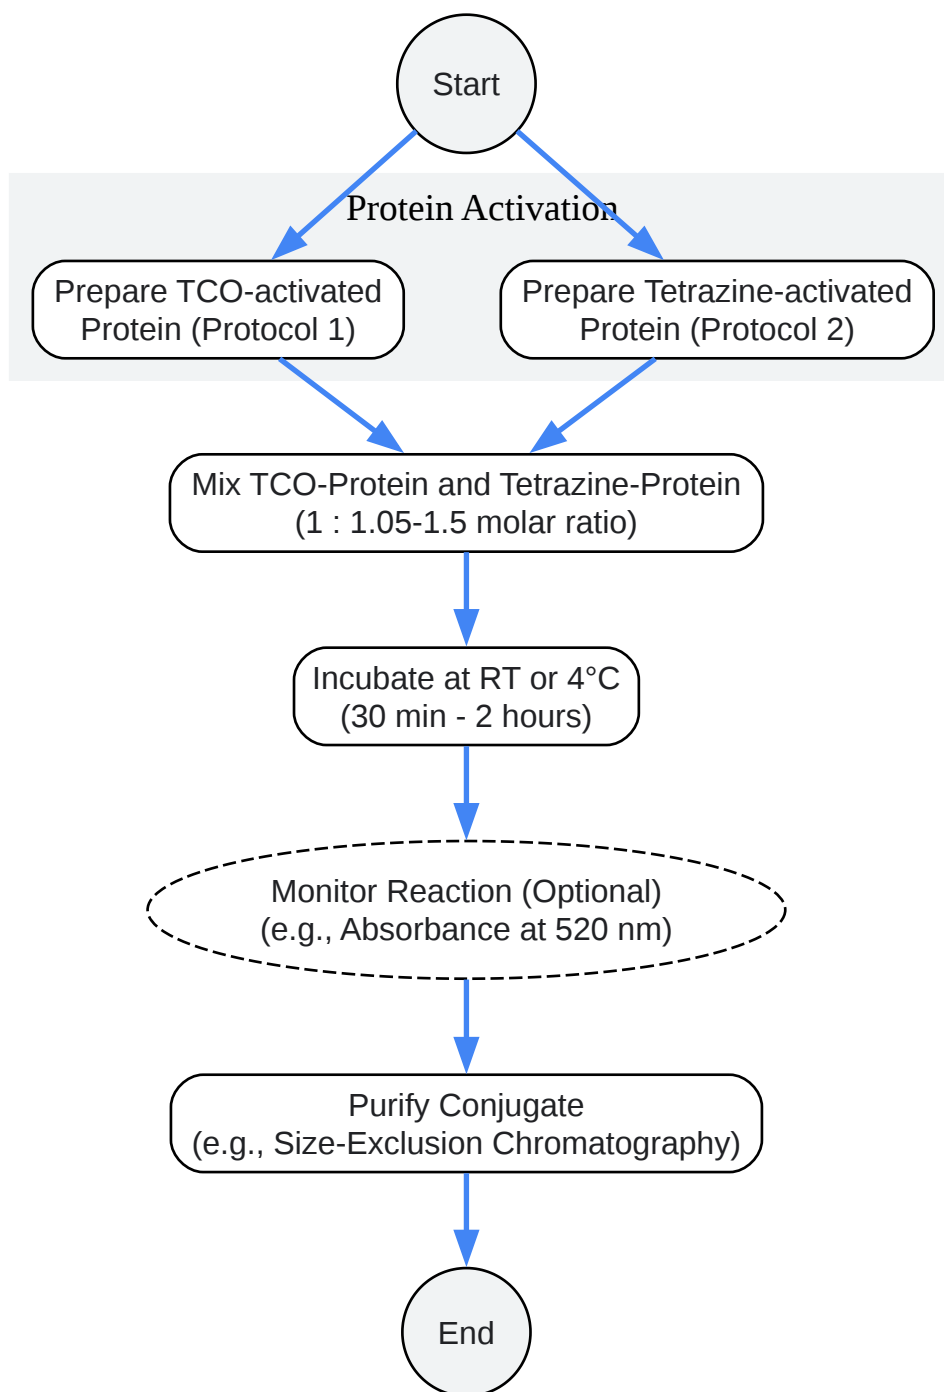 Start
Protein Activation
Prepare TCO-activated
Protein (Protocol 1)
Prepare Tetrazine-activated
Protein (Protocol 2)
Mix TCO-Protein and Tetrazine-Protein
(1 : 1.05-1.5 molar ratio)
Incubate at RT or 4°C
(30 min - 2 hours)
Monitor Reaction (Optional)
(e.g., Absorbance at 520 nm)
Purify Conjugate
(e.g., Size-Exclusion Chromatography)
End